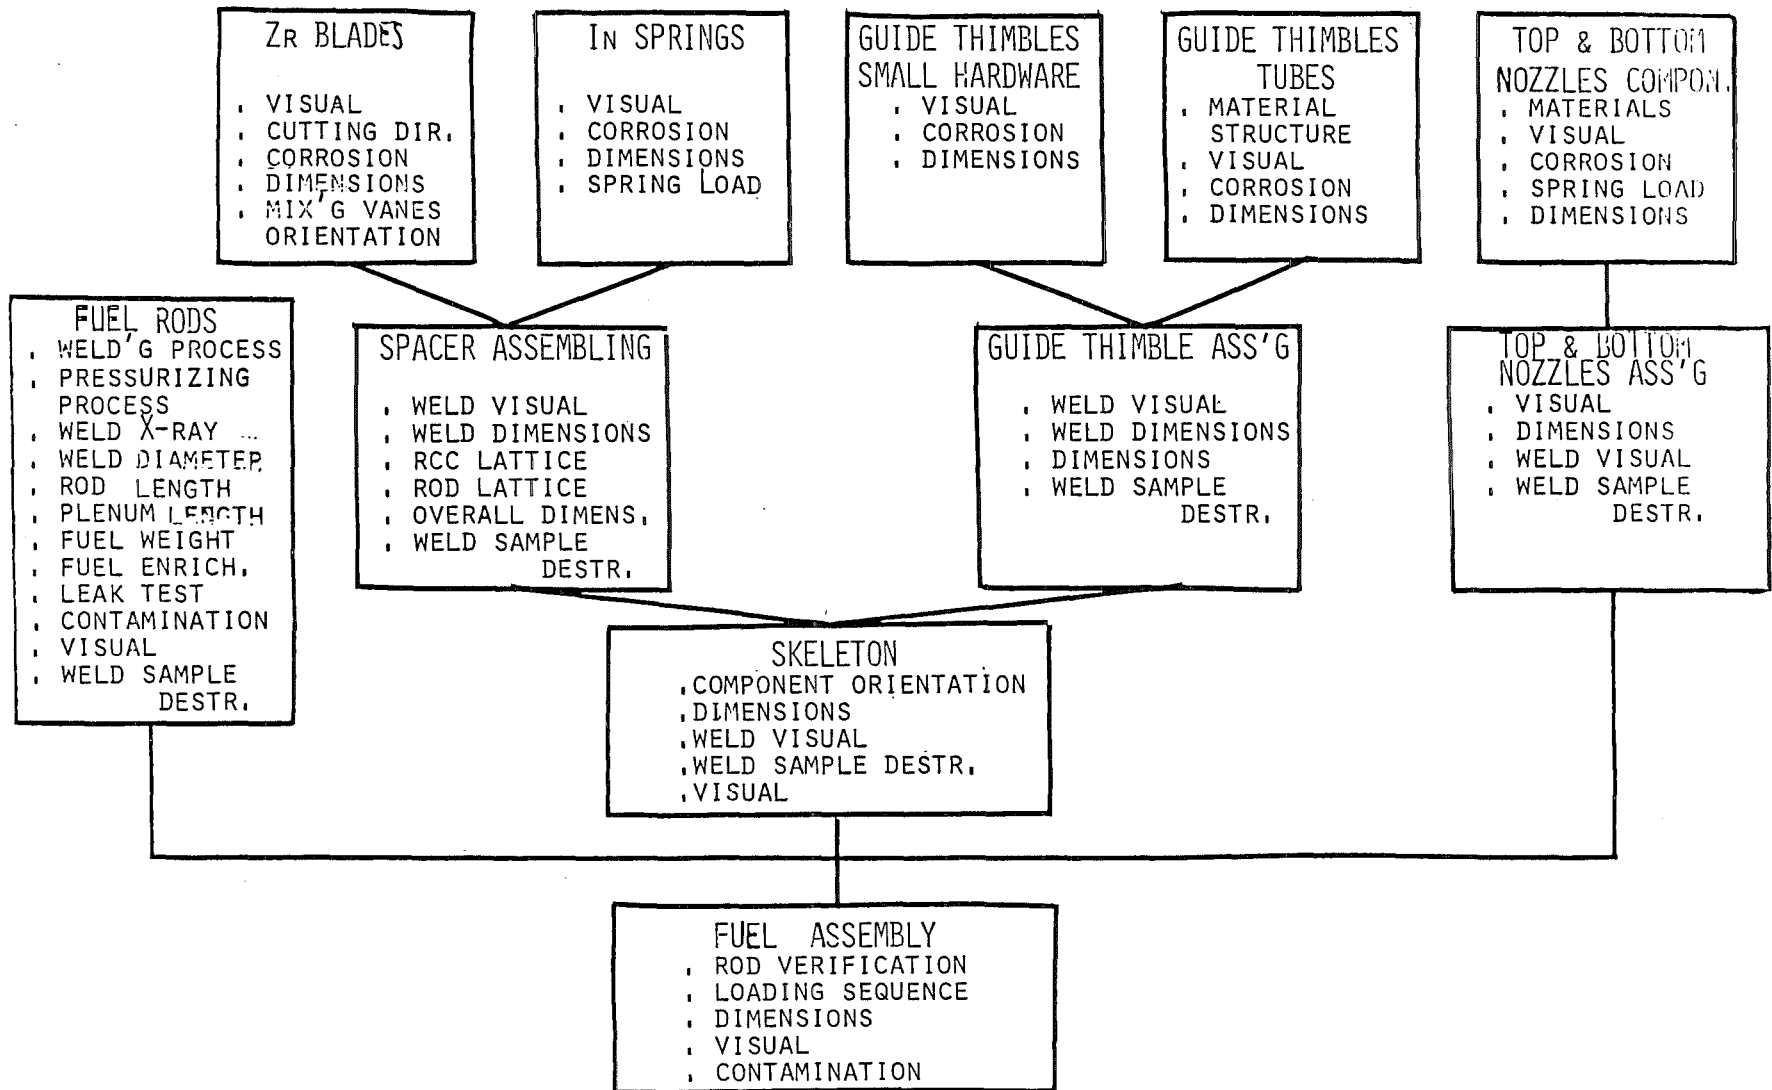 Zr BLADES
. VISUAL
. CUTTING DIR.
. CORROSION
. DIMENSIONS
. MIX'G VANES
ORIENTATION
In SPRINGS
. VISUAL
. CORROSION
. DIMENSIONS
. SPRING LOAD
GUIDE THIMBLES
SMALL HARDWARE
. VISUAL
. CORROSION
. DIMENSIONS
GUIDE THIMBLES
TUBES
. MATERIAL
STRUCTURE
. VISUAL
. CORROSION
. DIMENSIONS
TOP & BOTTOM
NOZZLES COMPON.
. MATERIALS
. VISUAL
. CORROSION
. SPRING LOAD
. DIMENSIONS
FUEL RODS
. WELD'G PROCESS
. PRESSURIZING
PROCESS
. WELD X-RAY
. WELD DIAMETER
. ROD LENGTH
. PLENUM LENGTH
. FUEL WEIGHT
. FUEL ENRICH.
. LEAK TEST
. CONTAMINATION
. VISUAL
. WELD SAMPLE
DESTR.
SPACER ASSEMBLING
. WELD VISUAL
. WELD DIMENSIONS
. RCC LATTICE
. ROD LATTICE
. OVERALL DIMENS.
. WELD SAMPLE
DESTR.
GUIDE THIMBLE ASS'G
. WELD VISUAL
. WELD DIMENSIONS
. DIMENSIONS
. WELD SAMPLE
DESTR.
TOP & BOTTOM
NOZZLES ASS'G
. VISUAL
. DIMENSIONS
. WELD VISUAL
. WELD SAMPLE
DESTR.
SKELETON
.COMPONENT ORIENTATION
.DIMENSIONS
.WELD VISUAL
.WELD SAMPLE DESTR.
.VISUAL
FUEL ASSEMBLY
. ROD VERIFICATION
. LOADING SEQUENCE
. DIMENSIONS
. VISUAL
. CONTAMINATION